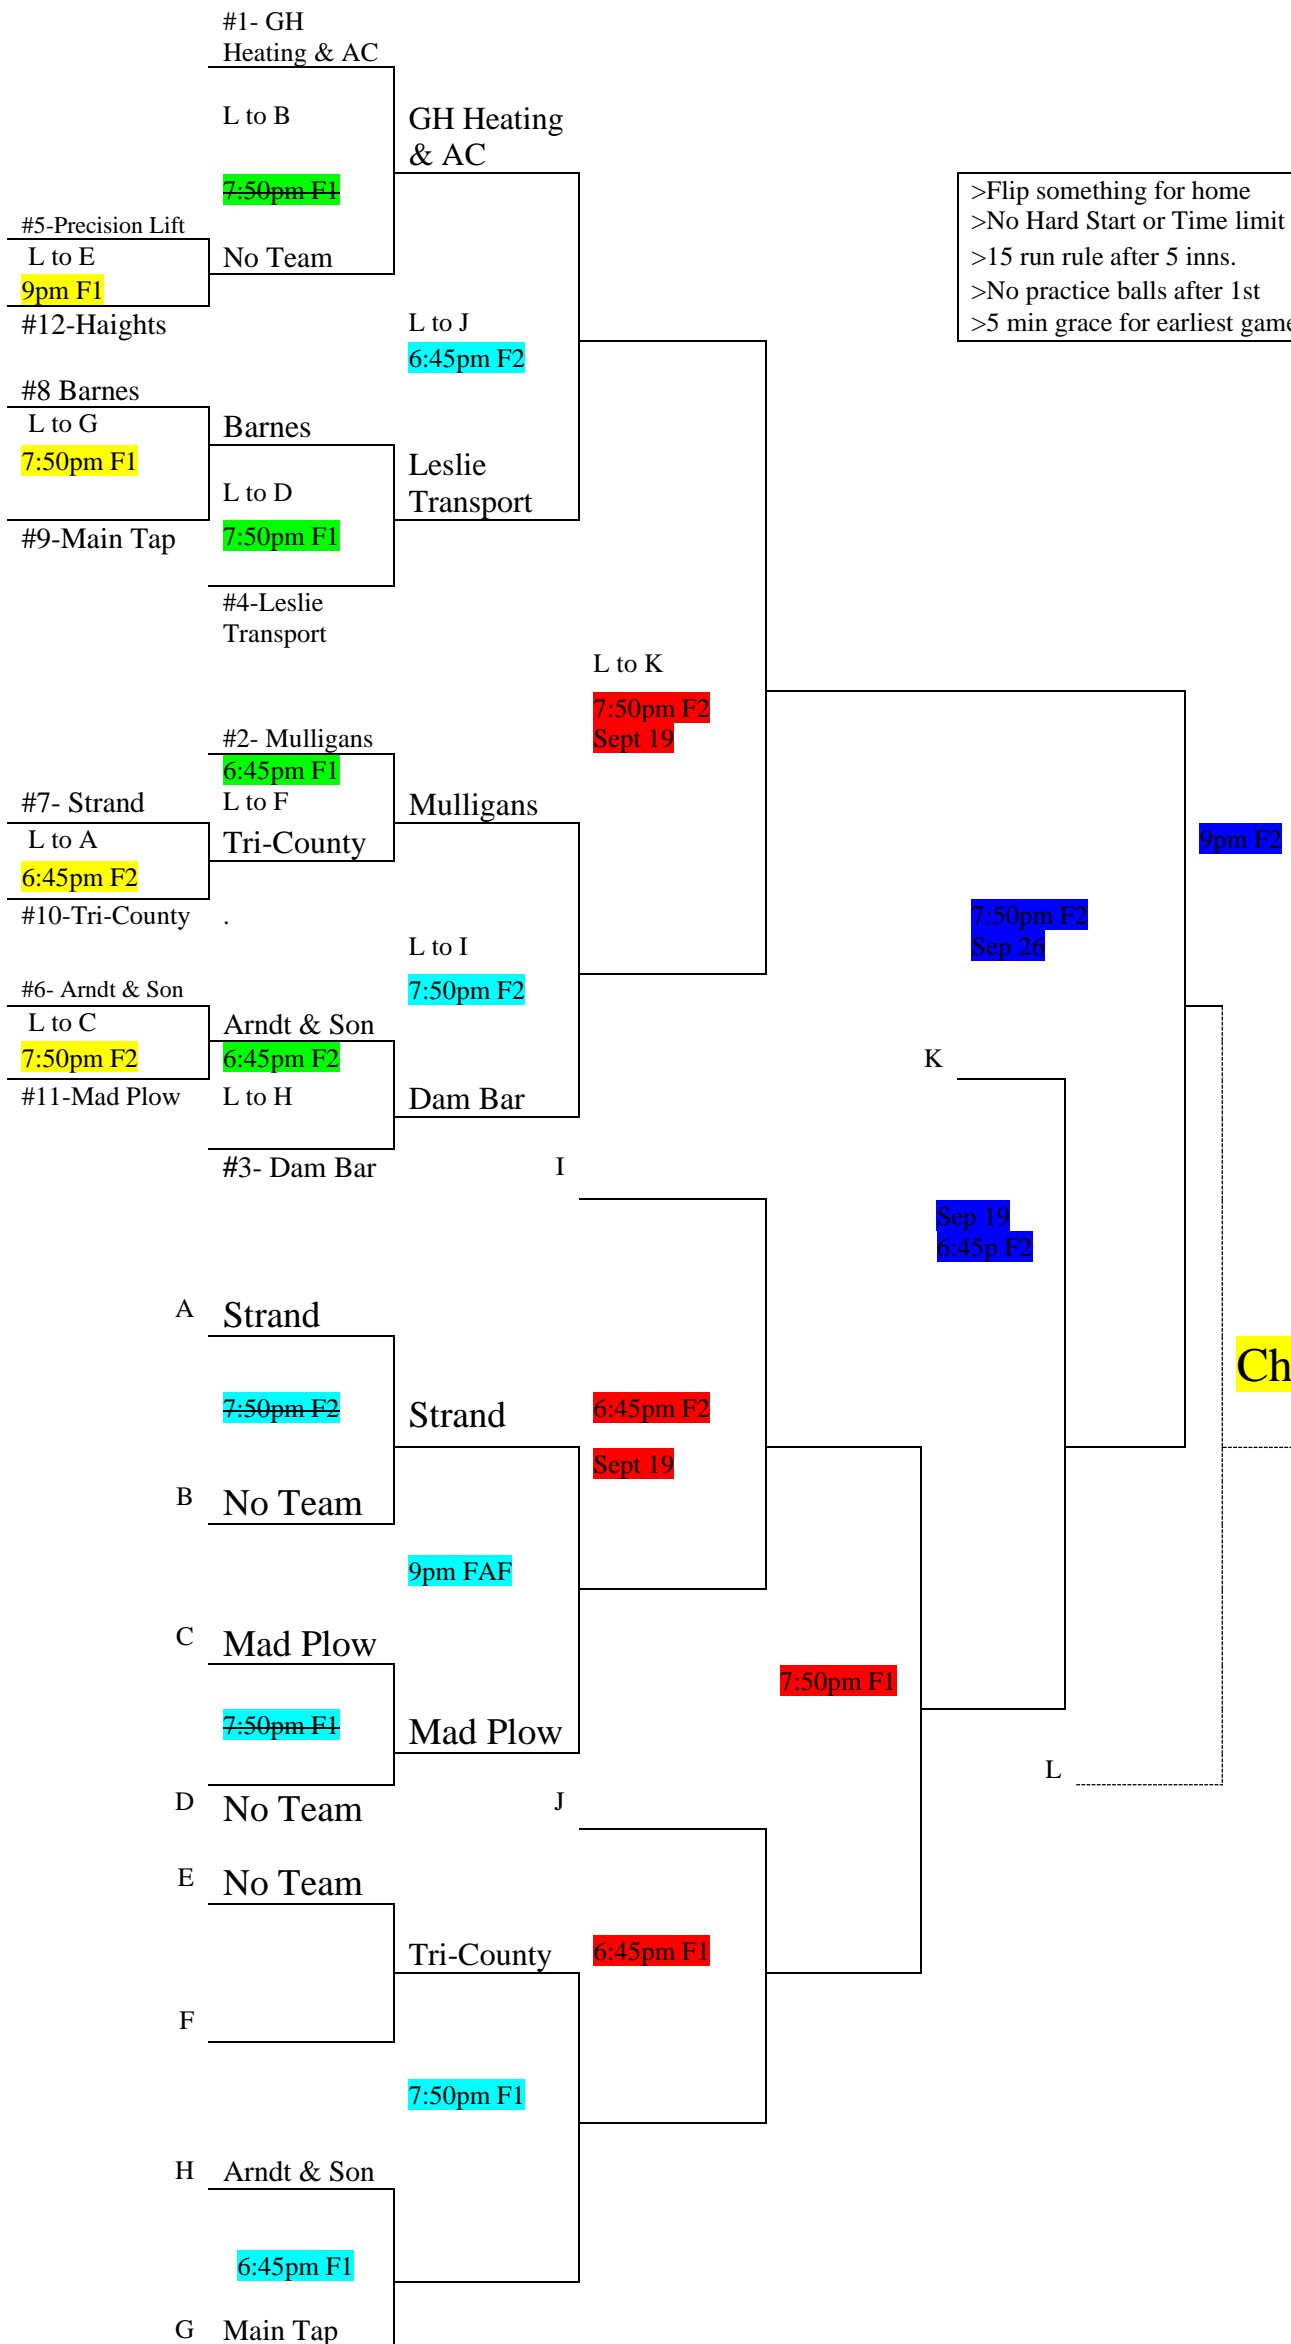 #1- GH
Heating & AC
L to B
GH Heating
& AC
7:50pm F1
>Flip something for home
>No Hard Start or Time limit
>15 run rule after 5 inns.
>No practice balls after 1st
>5 min grace for earliest game
#5-Precision Lift
L to E
No Team
9pm F1
#12-Haights
L to J
6:45pm F2
#8 Barnes
L to G
Barnes
7:50pm F1
Leslie
Transport
L to D
#9-Main Tap
7:50pm F1
#4-Leslie
Transport
L to K
7:50pm F2
Sept 19
#2- Mulligans
6:45pm F1
#7- Strand
L to F
Mulligans
L to A
Tri-County
9pm F2
6:45pm F2
#10-Tri-County
.
7:50pm F2
Sep 26
L to I
7:50pm F2
#6- Arndt & Son
L to C
Arndt & Son
7:50pm F2
6:45pm F2
K
#11-Mad Plow
L to H
Dam Bar
#3- Dam Bar
I
Sep 19
6:45p F2
A
Strand
Ch
7:50pm F2
Strand
6:45pm F2
Sept 19
B
No Team
9pm FAF
C
Mad Plow
7:50pm F1
7:50pm F1
Mad Plow
L
D
No Team
J
E
No Team
Tri-County
6:45pm F1
F
7:50pm F1
H
Arndt & Son
6:45pm F1
G
Main Tap